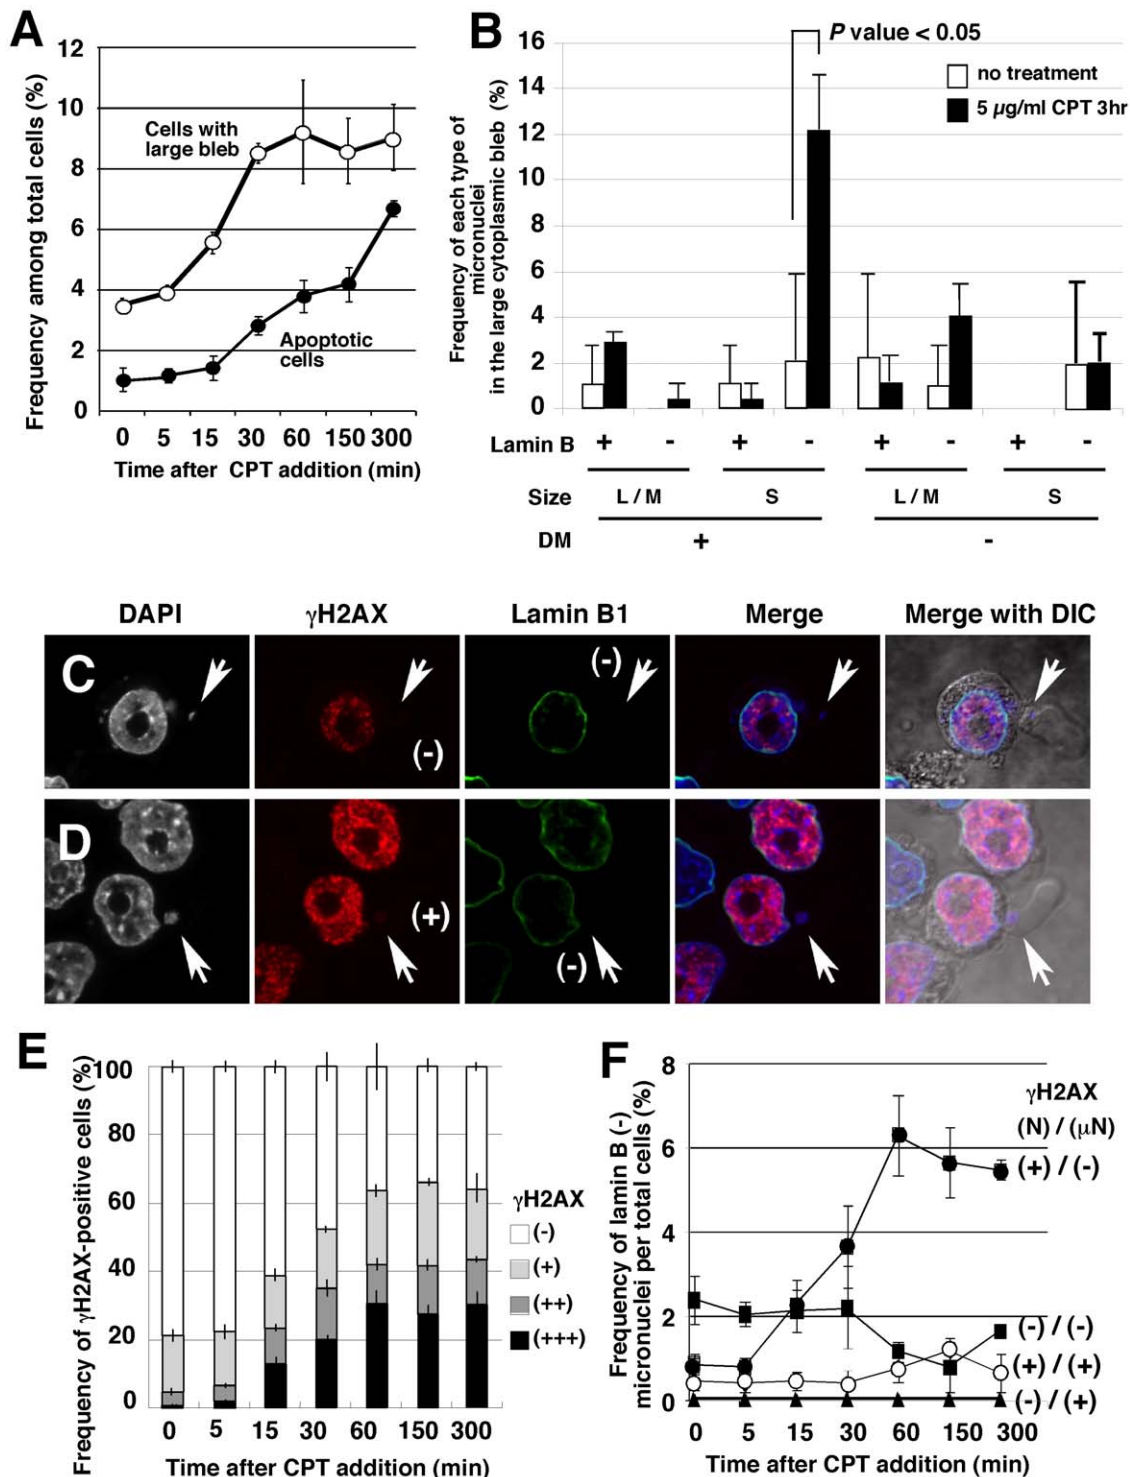 A
Frequency among total cells (%)
12
10
8
6
4
2
0
Cells with
large bleb
Apoptotic
cells
0 5 15 30 60 150 300
Time after CPT addition (min)
B
Frequency of each type of
micronuclei
in the large cytoplasmic bleb (%)
16
14
12
10
8
6
4
2
0
P value < 0.05
no treatment
5 µg/ml CPT 3hr
Lamin B + - + - + - + -
Size L / M S L / M S
DM + -
DAPI γH2AX Lamin B1 Merge Merge with DIC
C
(-)
(-)
D
(+)
(-)
E
Frequency of γH2AX-positive cells (%)
100
80
60
40
20
0
γH2AX
(-)
(+)
(++)
(+++)
0 5 15 30 60 150 300
Time after CPT addition (min)
F
Frequency of lamin B (-)
micronuclei per total cells (%)
8
6
4
2
0
γH2AX
(N) / (µN)
(+) / (-)
(-) / (-)
(+) / (+)
(-) / (+)
0 5 15 30 60 150 300
Time after CPT addition (min)